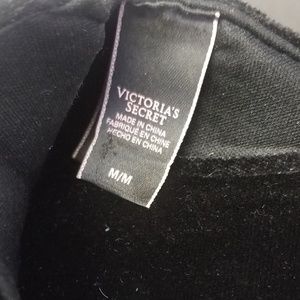 VICTORIA'S
SECRET
MADE IN CHINA
FABRIQUÉ EN CHINE
HECHO EN CHINA
M/M